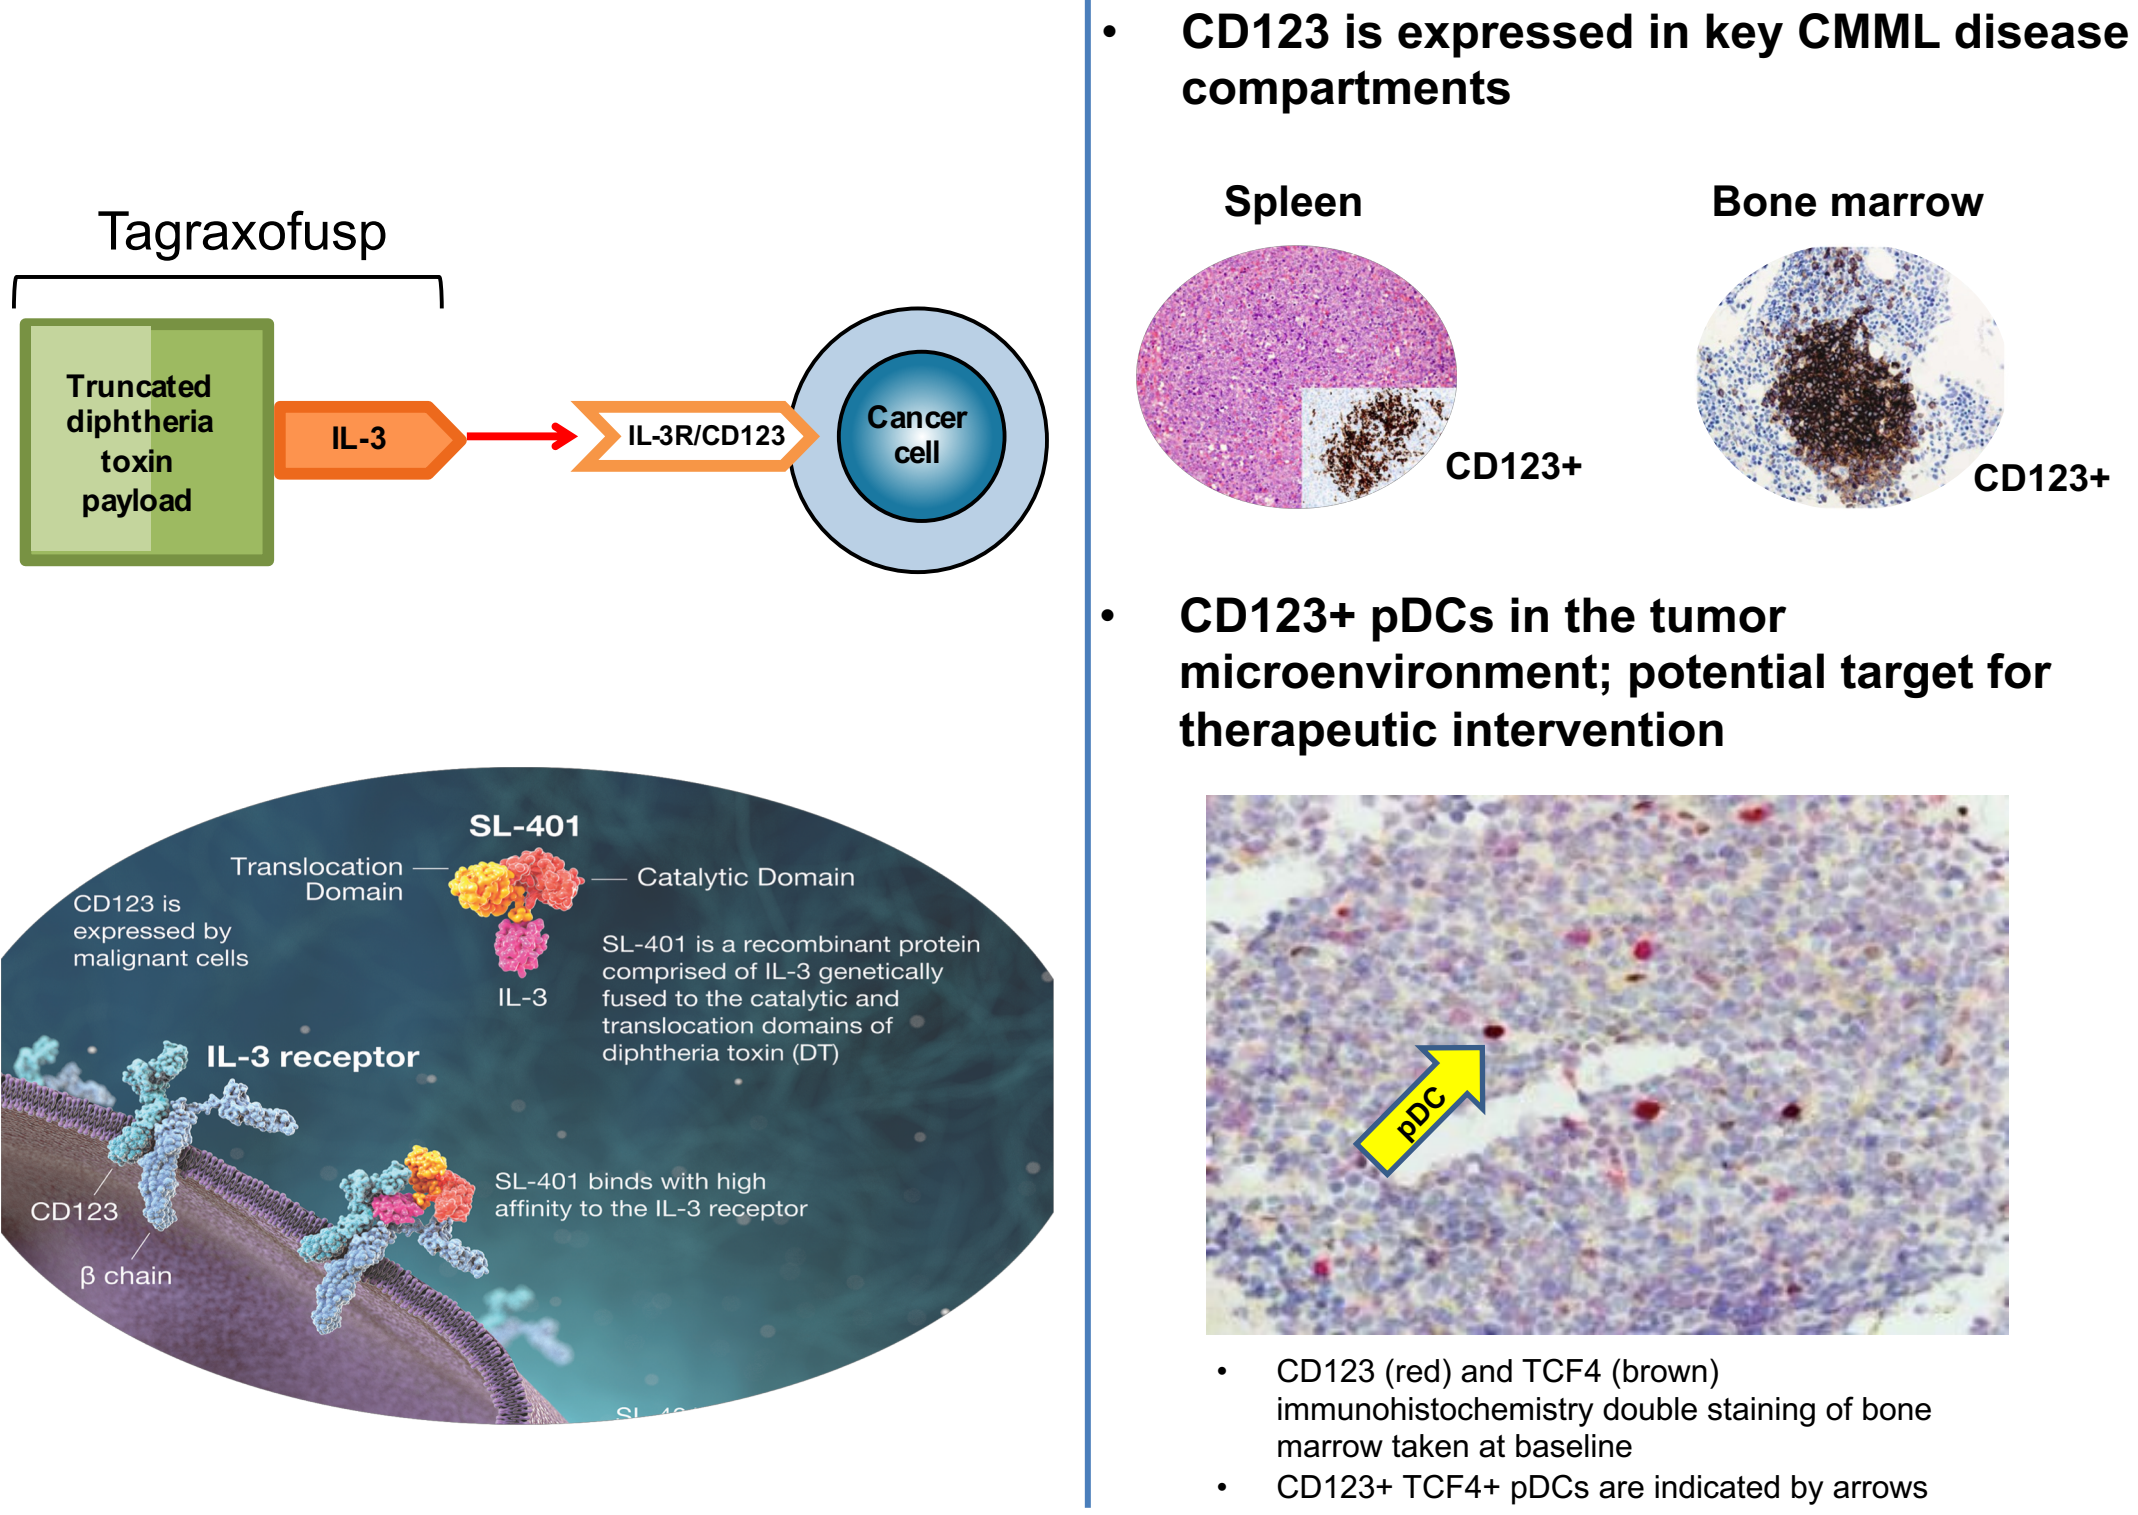 Tagraxofusp
Truncated
diphtheria
toxin
payload
IL-3
IL-3R/CD123
Cancer
cell
SL-401
Translocation
Domain
Catalytic Domain
CD123 is
expressed by
malignant cells
IL-3
SL-401 is a recombinant protein
comprised of IL-3 genetically
fused to the catalytic and
translocation domains of
diphtheria toxin (DT)
IL-3 receptor
SL-401 binds with high
affinity to the IL-3 receptor
CD123
β chain
• CD123 is expressed in key CMML disease
compartments
Spleen
Bone marrow
CD123+
CD123+
• CD123+ pDCs in the tumor
microenvironment; potential target for
therapeutic intervention
pDC
• CD123 (red) and TCF4 (brown)
immunohistochemistry double staining of bone
marrow taken at baseline
• CD123+ TCF4+ pDCs are indicated by arrows